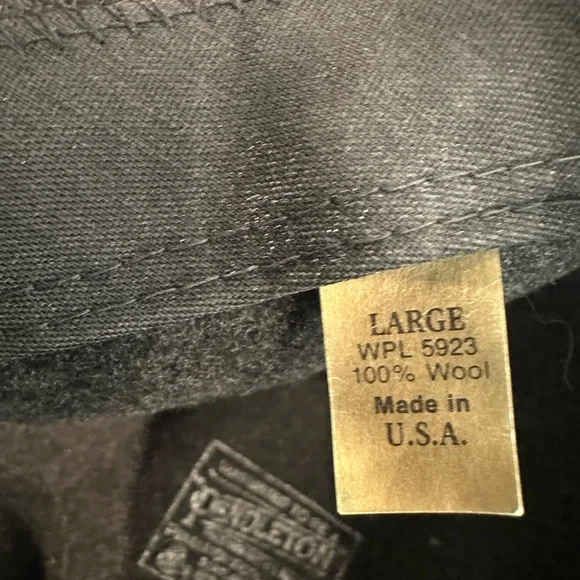 LARGE
WPL 5923
100% Wool
Made in
U.S.A.
PENDLETON